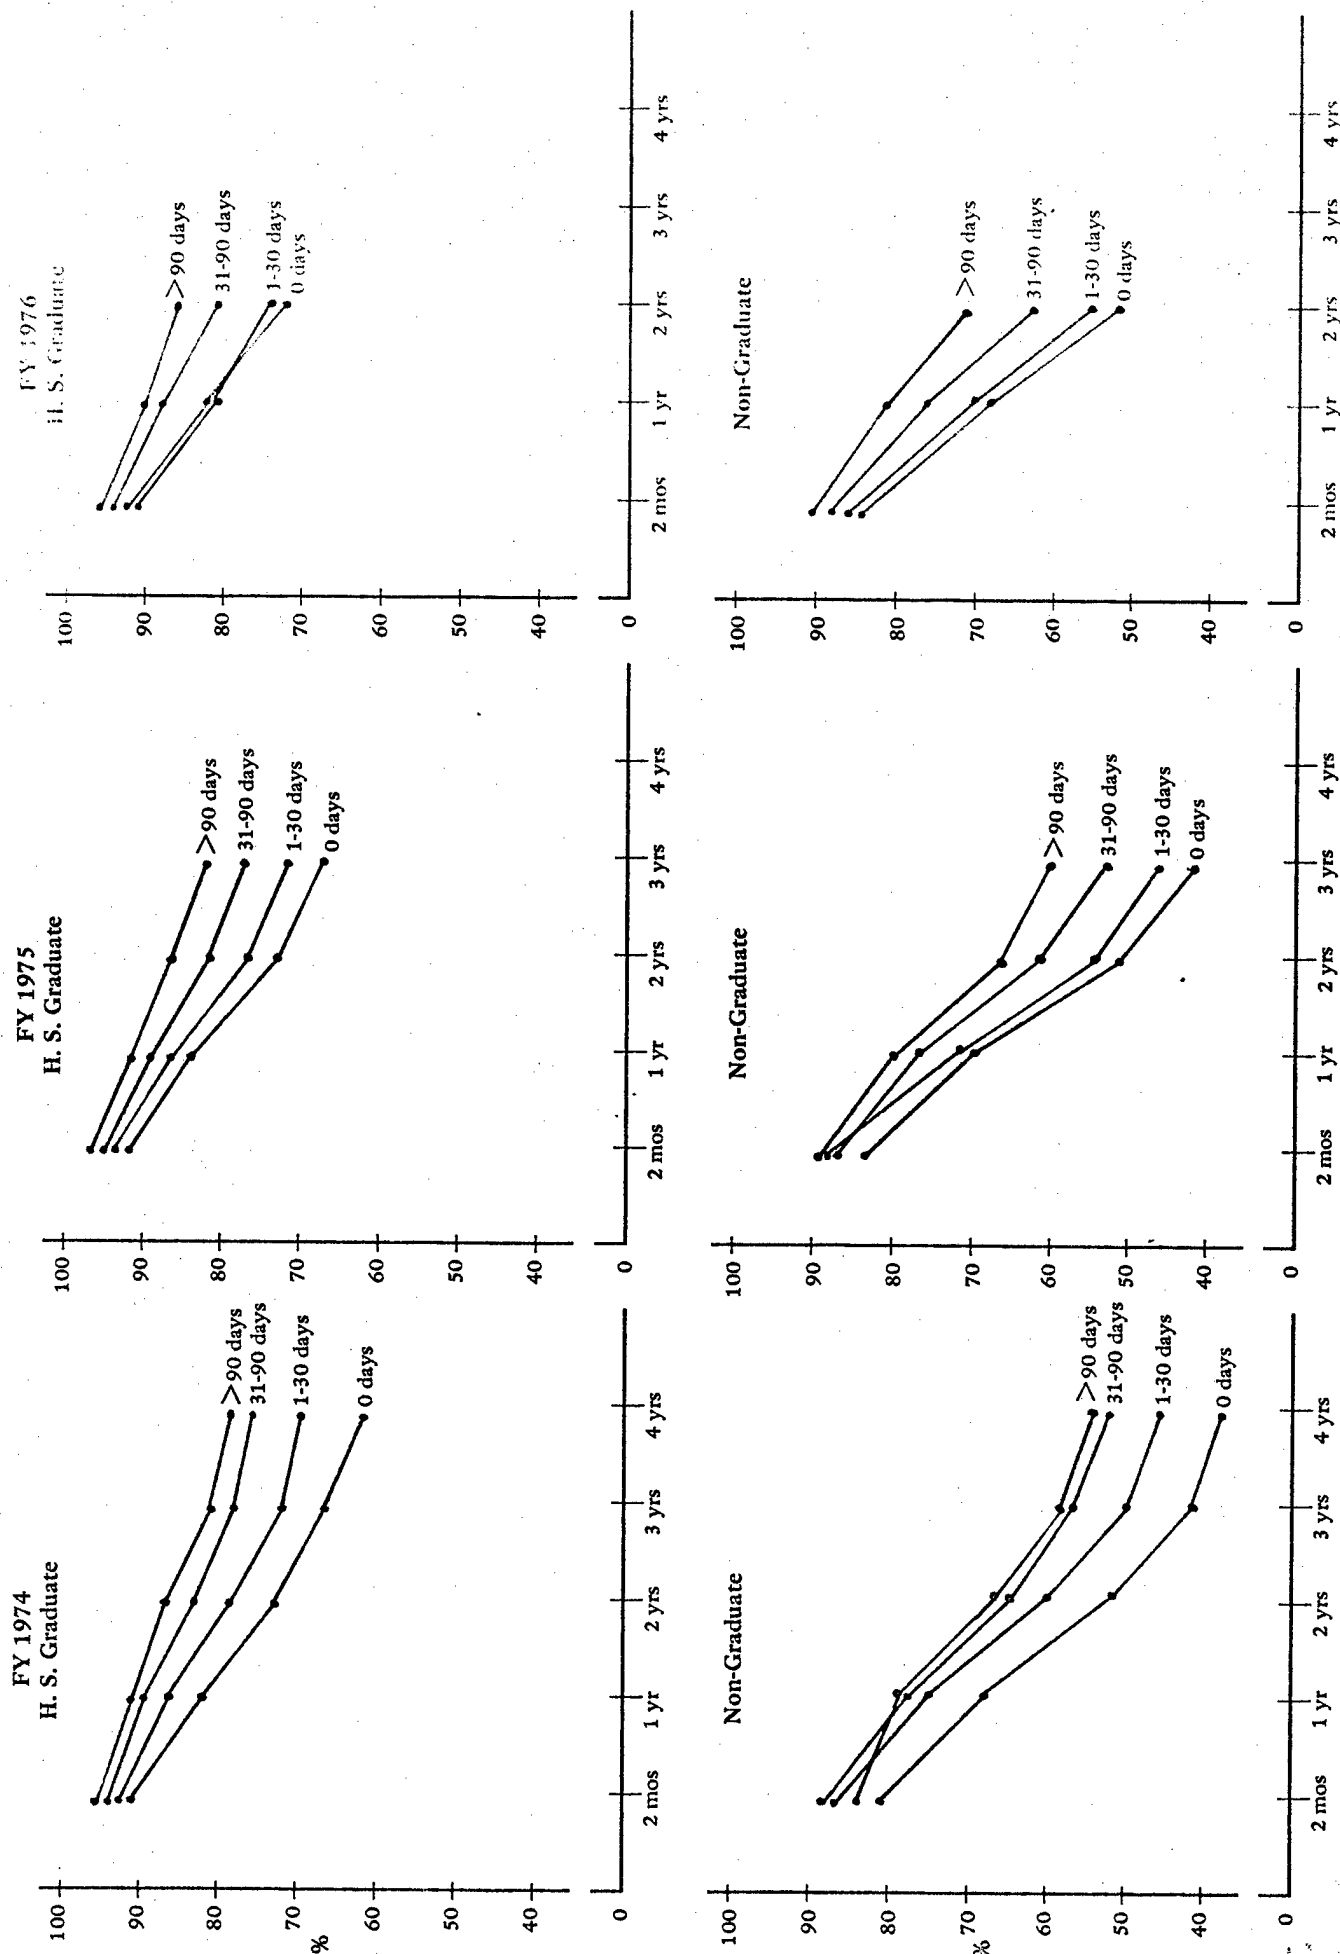 FY 1974
H. S. Graduate
100
90
80
70
60
0
%
2 mos
1 yr
2 yrs
3 yrs
4 yrs
>90 days
31-90 days
1-30 days
0 days
FY 1975
H. S. Graduate
100
90
80
70
60
50
40
0
2 mos
1 yr
2 yrs
3 yrs
4 yrs
>90 days
31-90 days
1-30 days
0 days
FY 1976
H. S. Graduate
100
90
80
70
60
50
40
0
2 mos
1 yr
2 yrs
3 yrs
4 yrs
>90 days
31-90 days
1-30 days
0 days
Non-Graduate
100
90
80
70
60
50
40
0
%
2 mos
1 yr
2 yrs
3 yrs
4 yrs
>90 days
31-90 days
1-30 days
0 days
Non-Graduate
100
90
80
70
60
50
40
0
2 mos
1 yr
2 yrs
3 yrs
4 yrs
>90 days
31-90 days
1-30 days
0 days
Non-Graduate
100
90
80
70
60
50
40
0
2 mos
1 yr
2 yrs
3 yrs
4 yrs
>90 days
31-90 days
1-30 days
0 days